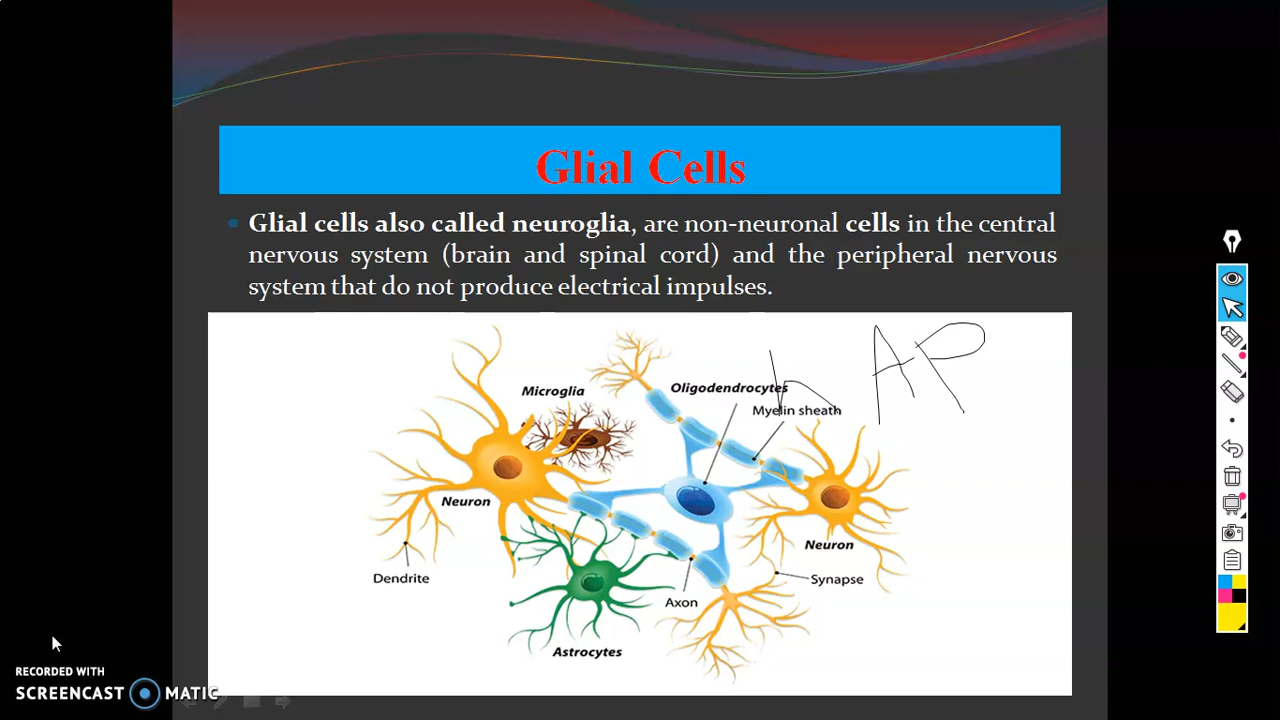 Glial Cells
Glial cells also called neuroglia, are non-neuronal cells in the central
nervous system (brain and spinal cord) and the peripheral nervous
system that do not produce electrical impulses.
AP
Microglia
Oligodendrocytes
Myelin sheath
Neuron
Neuron
Dendrite
Synapse
Axon
Astrocytes
RECORDED WITH
SCREENCAST MATIC